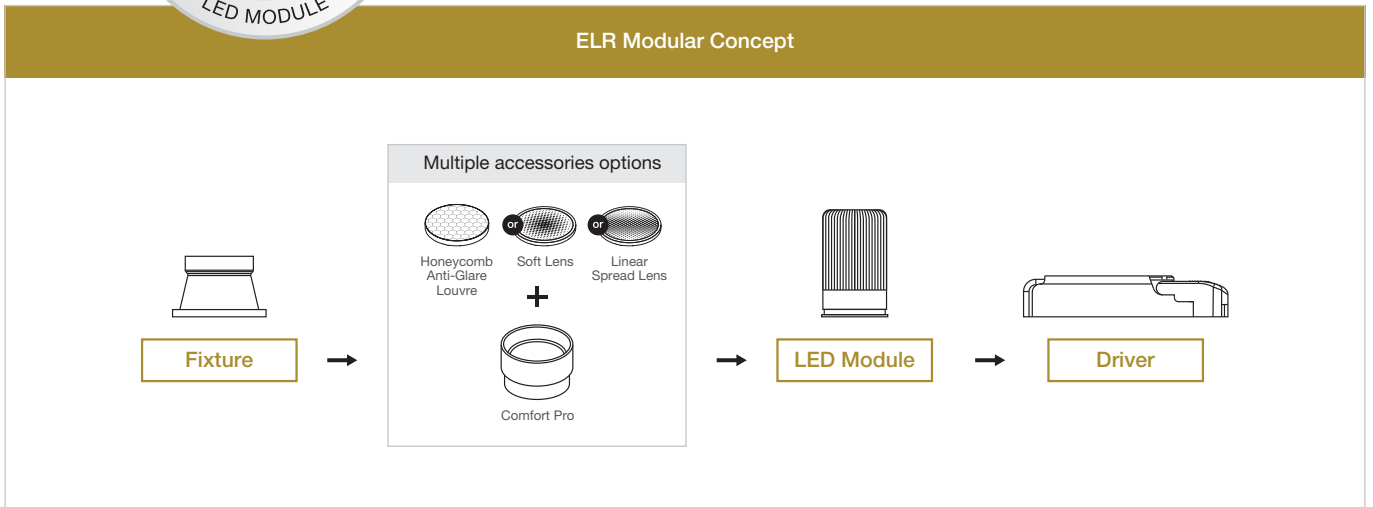 LED MODULE
ELR Modular Concept
Multiple accessories options
or
or
Honeycomb
Anti-Glare
Louvre
Soft Lens
Linear
Spread Lens
+
Comfort Pro
Fixture
LED Module
Driver